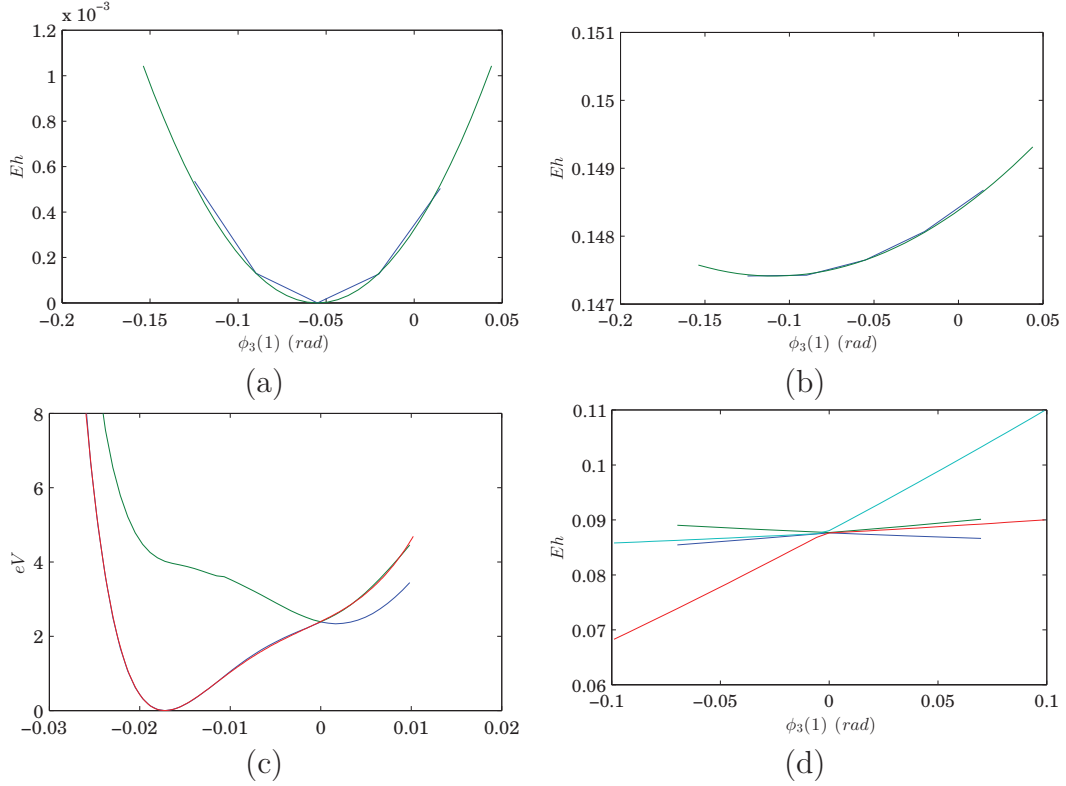 x 10⁻³
1.2
1
0.8
0.6
0.4
0.2
0
Eh
−0.2 −0.15 −0.1 −0.05 0 0.05
ϕ₃(1) (rad)
(a)
0.151
0.15
0.149
0.148
0.147
Eh
−0.2 −0.15 −0.1 −0.05 0 0.05
ϕ₃(1) (rad)
(b)
8
6
4
2
0
eV
−0.03 −0.02 −0.01 0 0.01 0.02
(c)
0.11
0.1
0.09
0.08
0.07
0.06
Eh
−0.1 −0.05 0 0.05 0.1
ϕ₃(1) (rad)
(d)